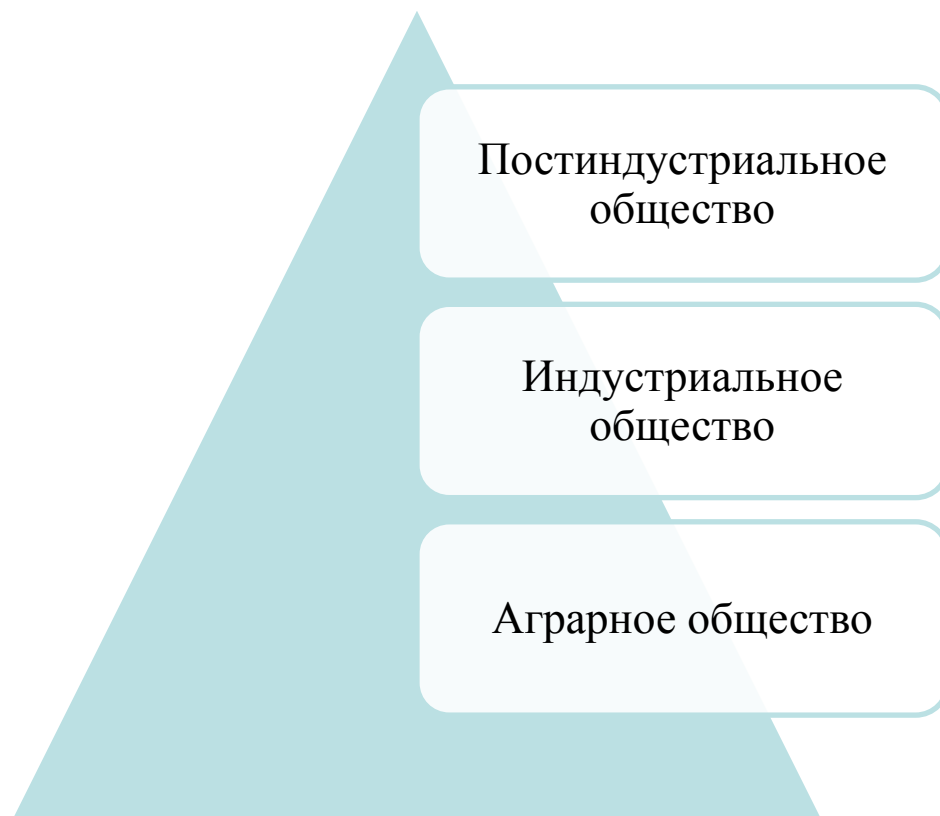 Постиндустриальное
общество
Индустриальное
общество
Аграрное общество